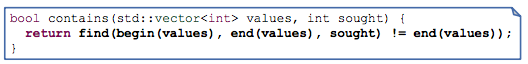 bool contains(std::vector<int> values, int sought) {
  return find(begin(values), end(values), sought) != end(values));
}